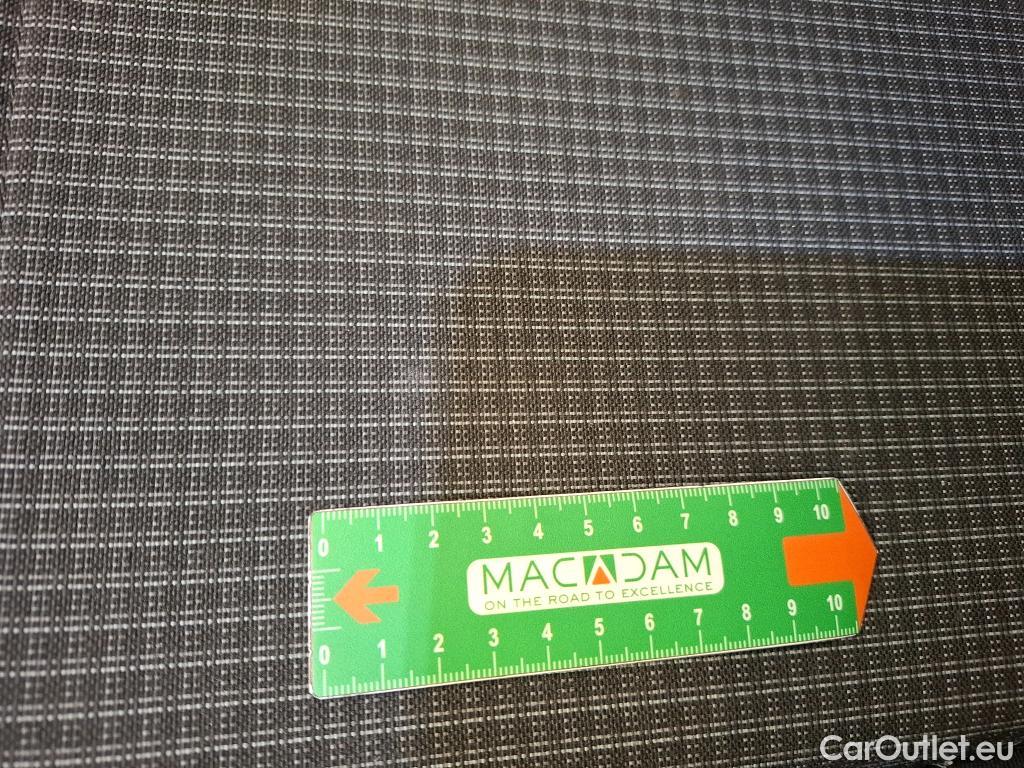 0 1 2 3 4 5 6 7 8 9 10
MACADAM
ON THE ROAD TO EXCELLENCE
0 1 2 3 4 5 6 7 8 9 10
CarOutlet.eu